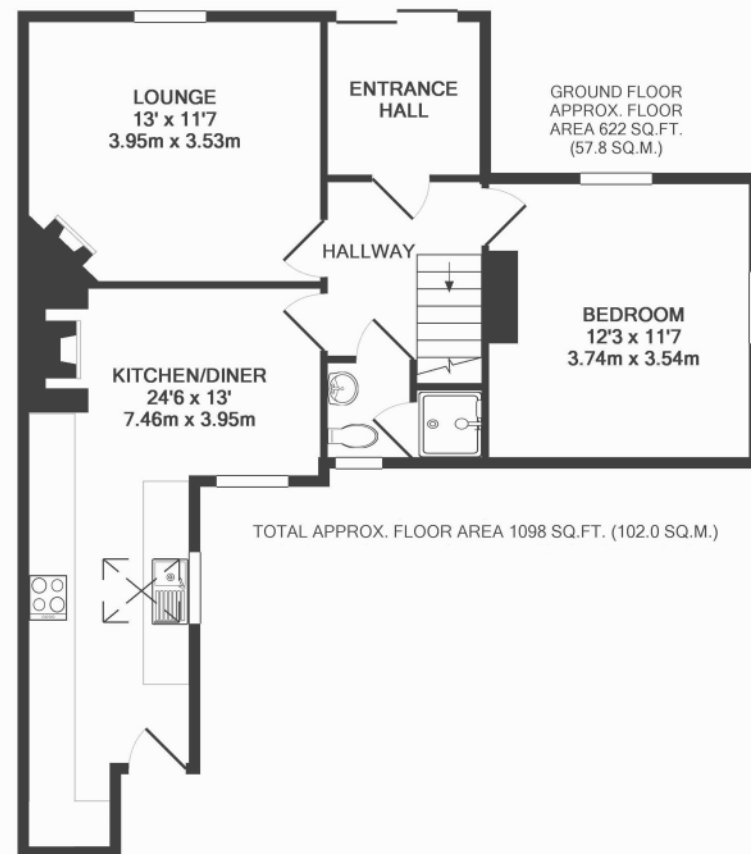 LOUNGE
13' x 11'7
3.95m x 3.53m
ENTRANCE
HALL
GROUND FLOOR
APPROX. FLOOR
AREA 622 SQ.FT.
(57.8 SQ.M.)
HALLWAY
BEDROOM
12'3 x 11'7
3.74m x 3.54m
KITCHEN/DINER
24'6 x 13'
7.46m x 3.95m
TOTAL APPROX. FLOOR AREA 1098 SQ.FT. (102.0 SQ.M.)